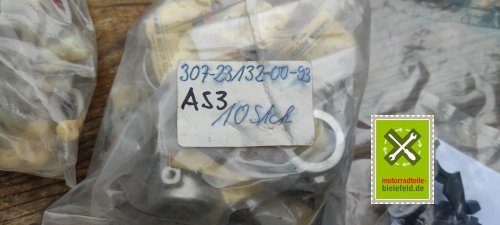 307-23132-00-93
AS3
10 Stck
motorradteile-
bielefeld.de